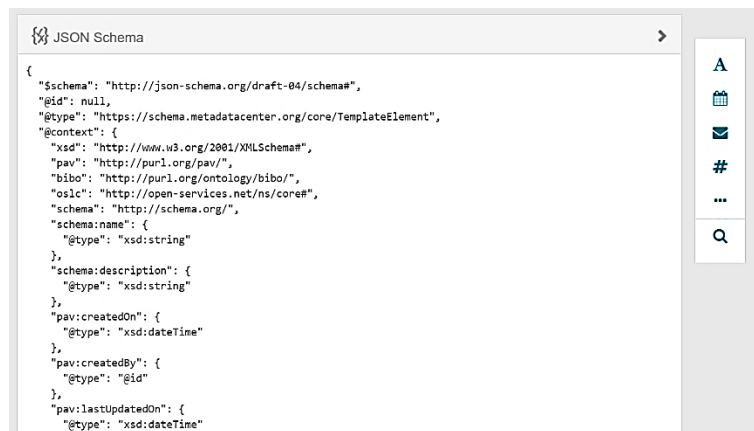 JSON Schema
{
  "$schema": "http://json-schema.org/draft-04/schema#",
  "@id": null,
  "@type": "https://schema.metadatacenter.org/core/TemplateElement",
  "@context": {
    "xsd": "http://www.w3.org/2001/XMLSchema#",
    "pav": "http://purl.org/pav/",
    "bibo": "http://purl.org/ontology/bibo/",
    "oslc": "http://open-services.net/ns/core#",
    "schema": "http://schema.org/",
    "schema:name": {
      "@type": "xsd:string"
    },
    "schema:description": {
      "@type": "xsd:string"
    },
    "pav:createdOn": {
      "@type": "xsd:dateTime"
    },
    "pav:createdBy": {
      "@type": "@id"
    },
    "pav:lastUpdatedOn": {
      "@type": "xsd:dateTime"
A
#